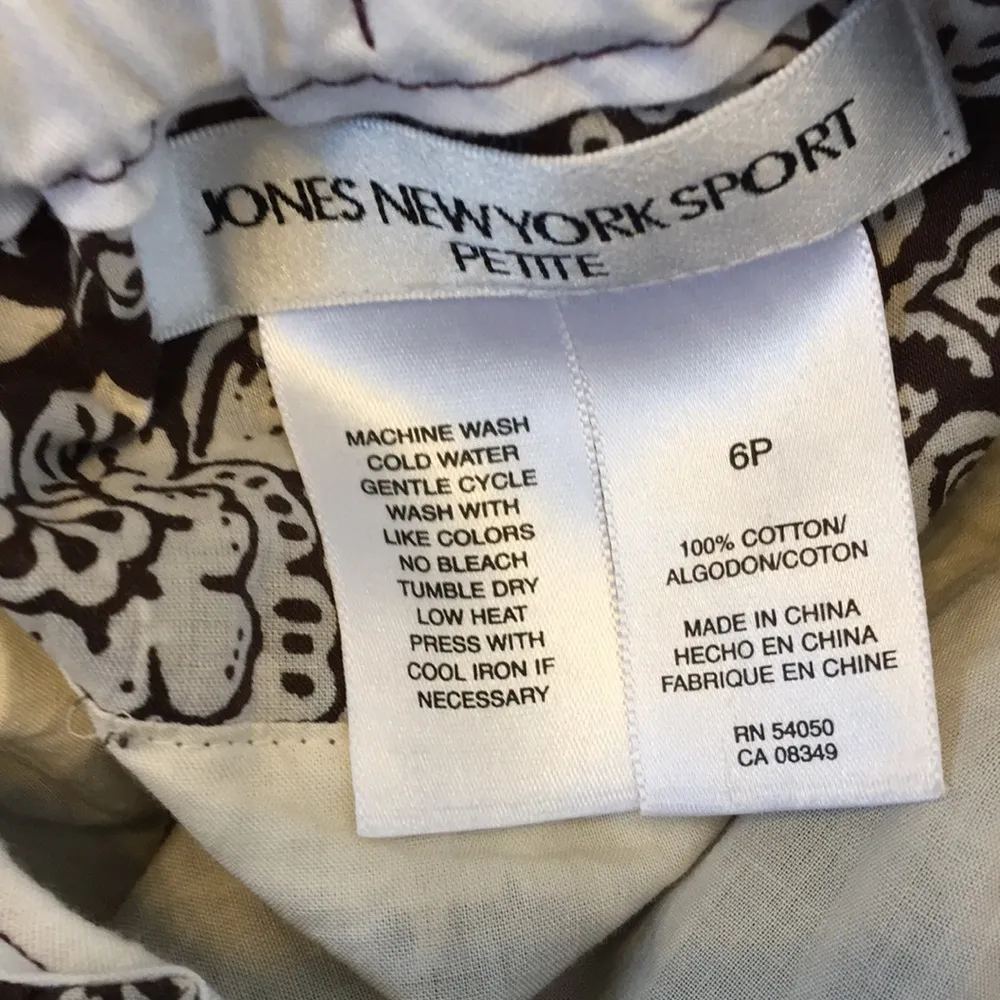 JONES NEW YORK SPORT
PETITE
MACHINE WASH
COLD WATER
GENTLE CYCLE
WASH WITH
LIKE COLORS
NO BLEACH
TUMBLE DRY
LOW HEAT
PRESS WITH
COOL IRON IF
NECESSARY
6P
100% COTTON/
ALGODON/COTON
MADE IN CHINA
HECHO EN CHINA
FABRIQUE EN CHINE
RN 54050
CA 08349